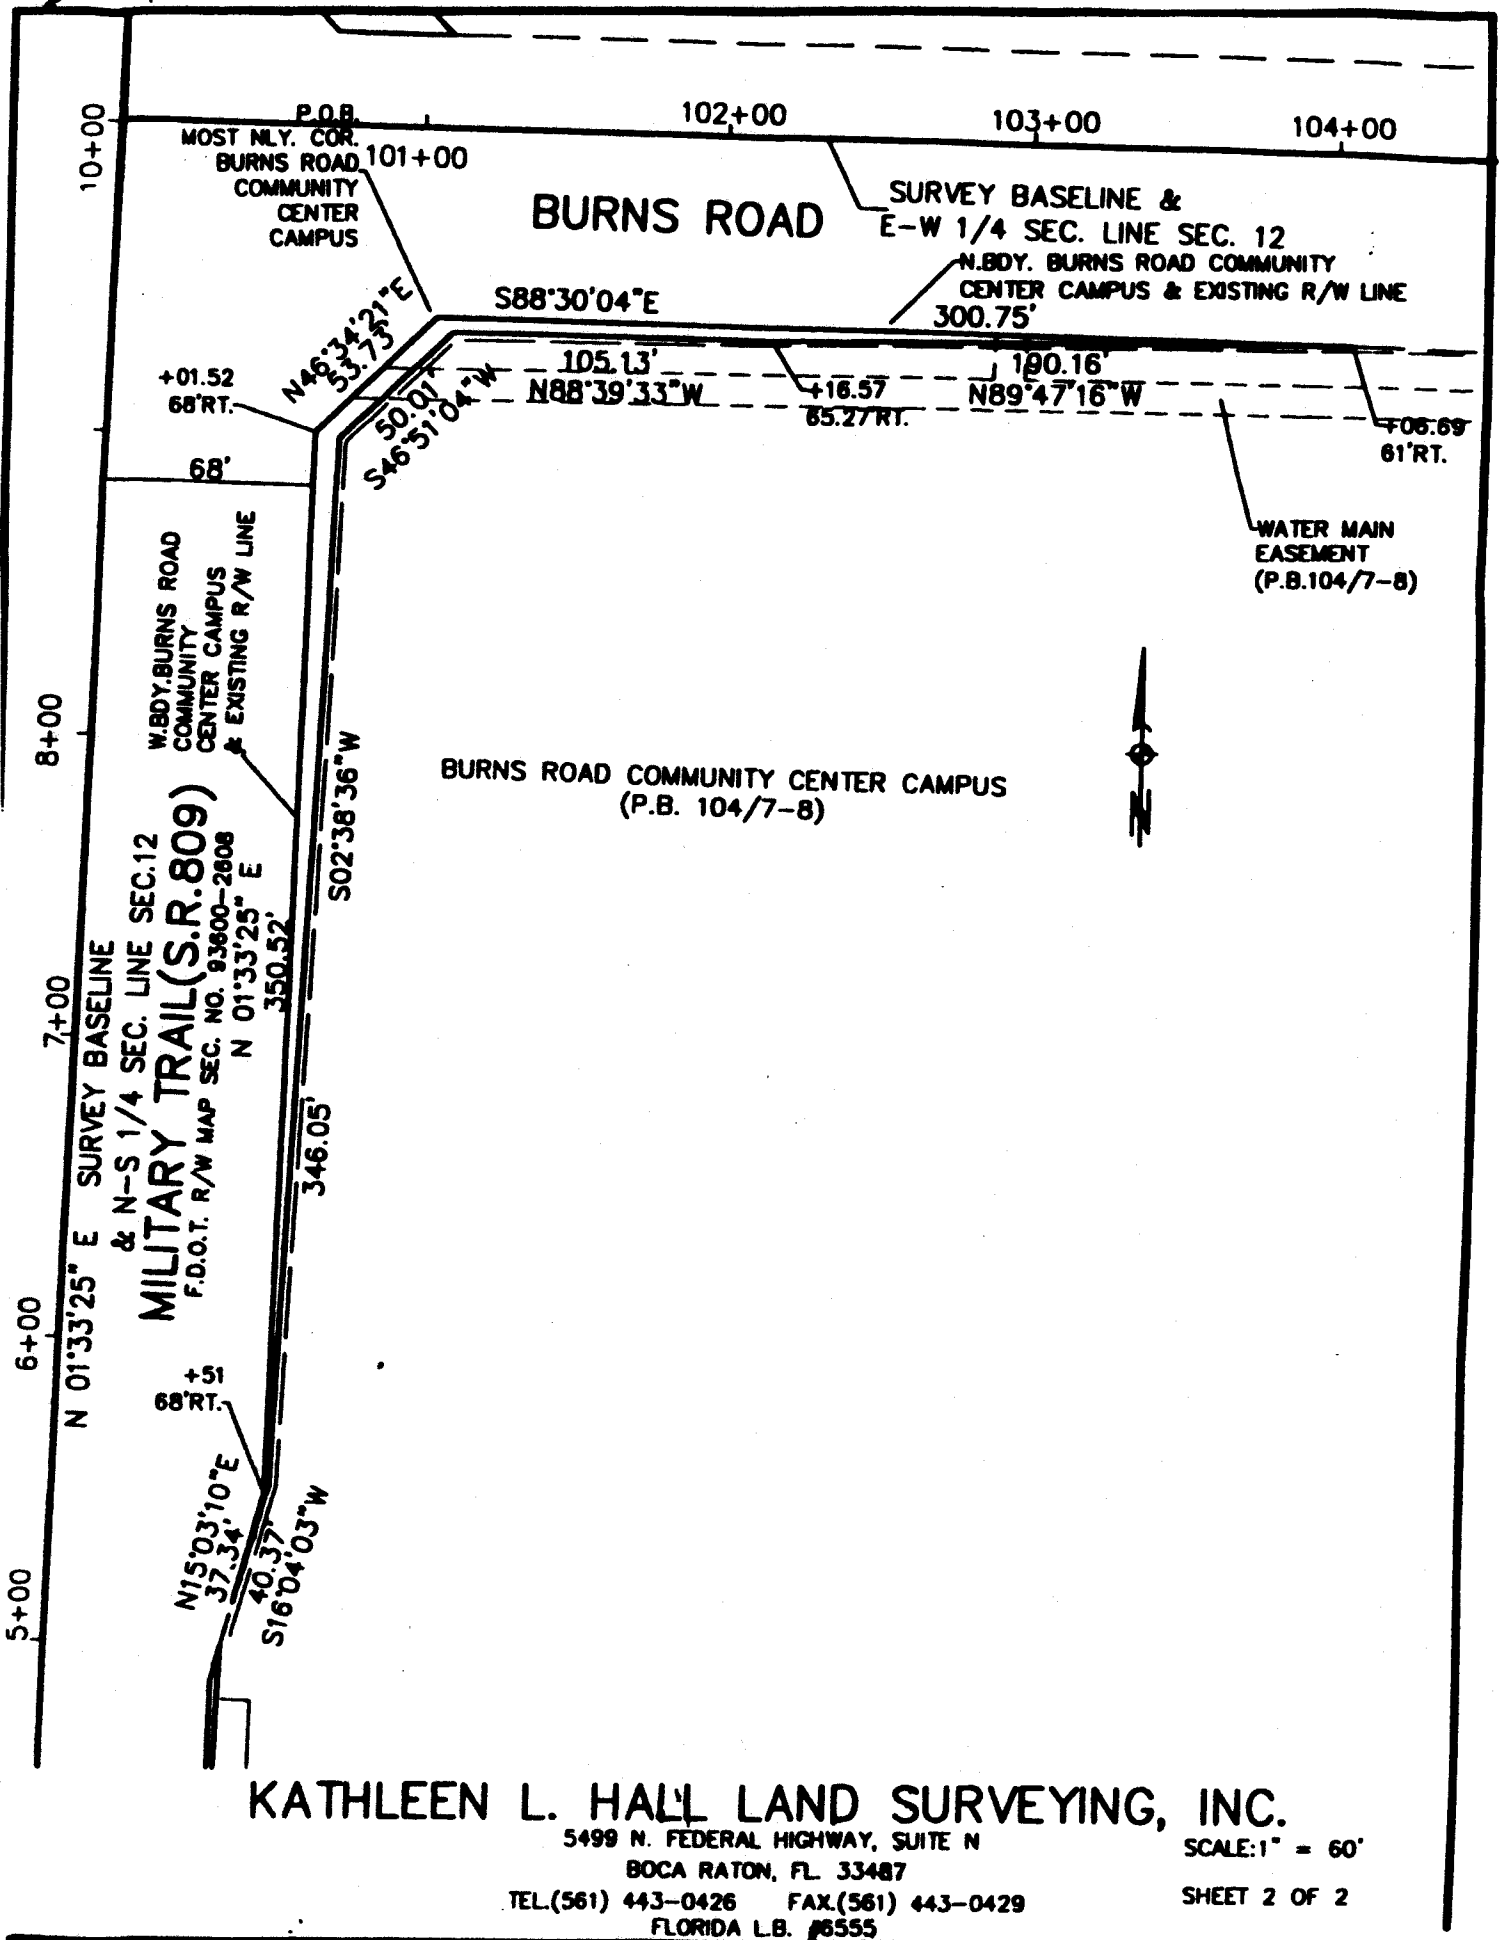 10+00
P.O.B.
MOST NLY. COR.
BURNS ROAD
COMMUNITY
CENTER
CAMPUS
101+00
102+00
103+00
104+00
BURNS ROAD
SURVEY BASELINE &
E-W 1/4 SEC. LINE SEC. 12
N.BDY. BURNS ROAD COMMUNITY
CENTER CAMPUS & EXISTING R/W LINE
S88°30'04"E
300.75'
N46°34'21"E
53.73'
+01.52
68'RT.
50.01'
S46°51'04"W
105.13'
N88°39'33"W
+16.57
65.27'RT.
190.16'
N89°47'16"W
+06.69
61'RT.
68'
WATER MAIN
EASEMENT
(P.B.104/7-8)
W.BDY.BURNS ROAD
COMMUNITY
CENTER CAMPUS
& EXISTING R/W LINE
8+00
S02°38'36"W
BURNS ROAD COMMUNITY CENTER CAMPUS
(P.B. 104/7-8)
N
7+00
N 01°33'25" E SURVEY BASELINE
& N-S 1/4 SEC. LINE SEC.12
MILITARY TRAIL(S.R.809)
F.D.O.T. R/W MAP SEC. NO. 93600-2608
N 01°33'25" E
350.52'
346.05'
6+00
+51
68'RT.
N15°03'10"E
37.34'
40.37'
S16°04'03"W
5+00
KATHLEEN L. HALL LAND SURVEYING, INC.
5499 N. FEDERAL HIGHWAY, SUITE N
BOCA RATON, FL. 33487
TEL.(561) 443-0426 FAX.(561) 443-0429
FLORIDA L.B. #6555
SCALE:1" = 60'
SHEET 2 OF 2